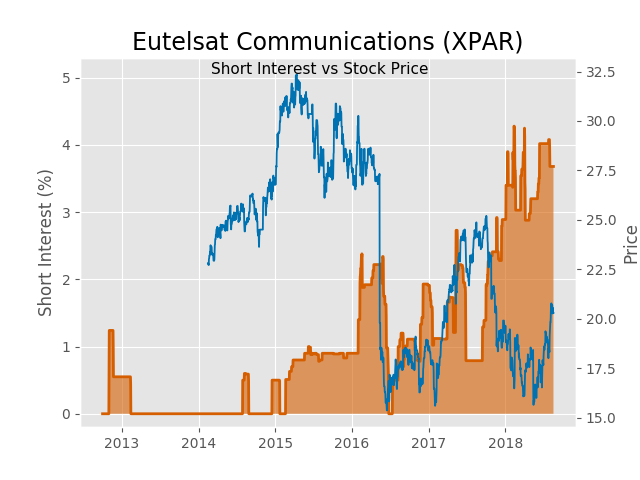 Eutelsat Communications (XPAR)
Short Interest vs Stock Price
Short Interest (%)
5
4
3
2
1
0
32.5
30.0
27.5
25.0
22.5
20.0
17.5
15.0
Price
2013 2014 2015 2016 2017 2018